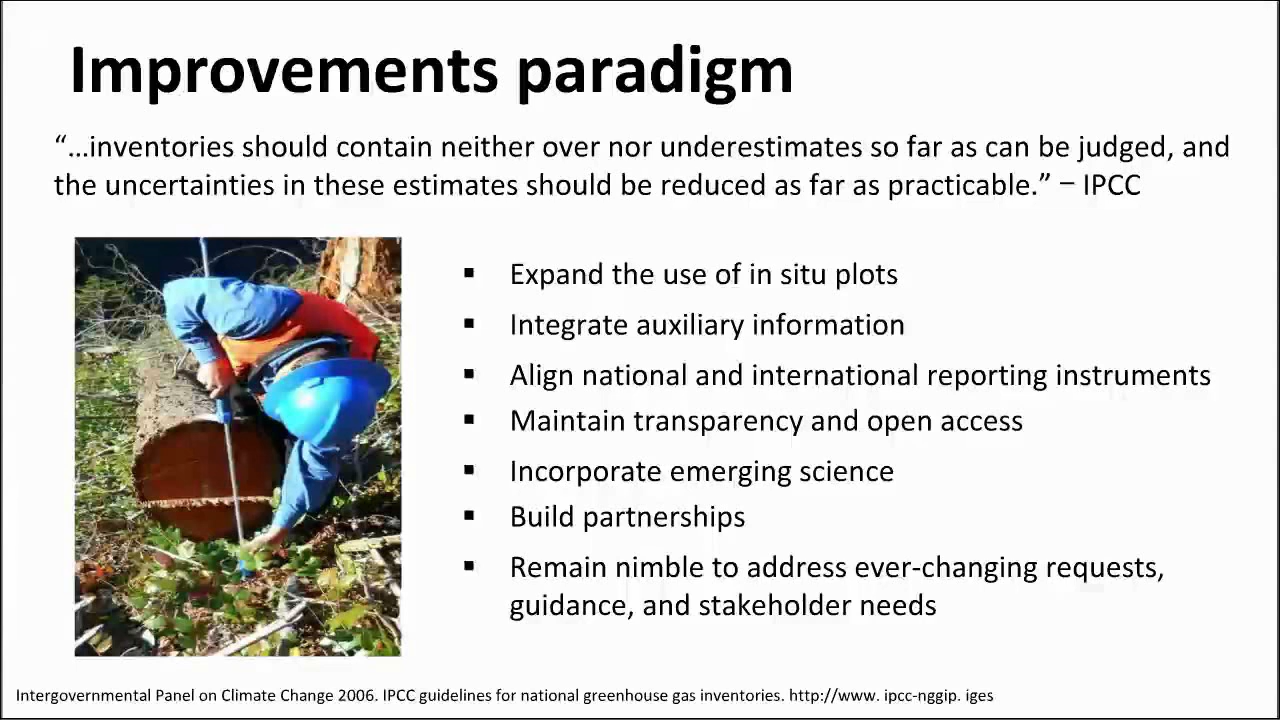 Improvements paradigm
“…inventories should contain neither over nor underestimates so far as can be judged, and
the uncertainties in these estimates should be reduced as far as practicable.” – IPCC
▪ Expand the use of in situ plots
▪ Integrate auxiliary information
▪ Align national and international reporting instruments
▪ Maintain transparency and open access
▪ Incorporate emerging science
▪ Build partnerships
▪ Remain nimble to address ever-changing requests,
guidance, and stakeholder needs
Intergovernmental Panel on Climate Change 2006. IPCC guidelines for national greenhouse gas inventories. http://www. ipcc-nggip. iges